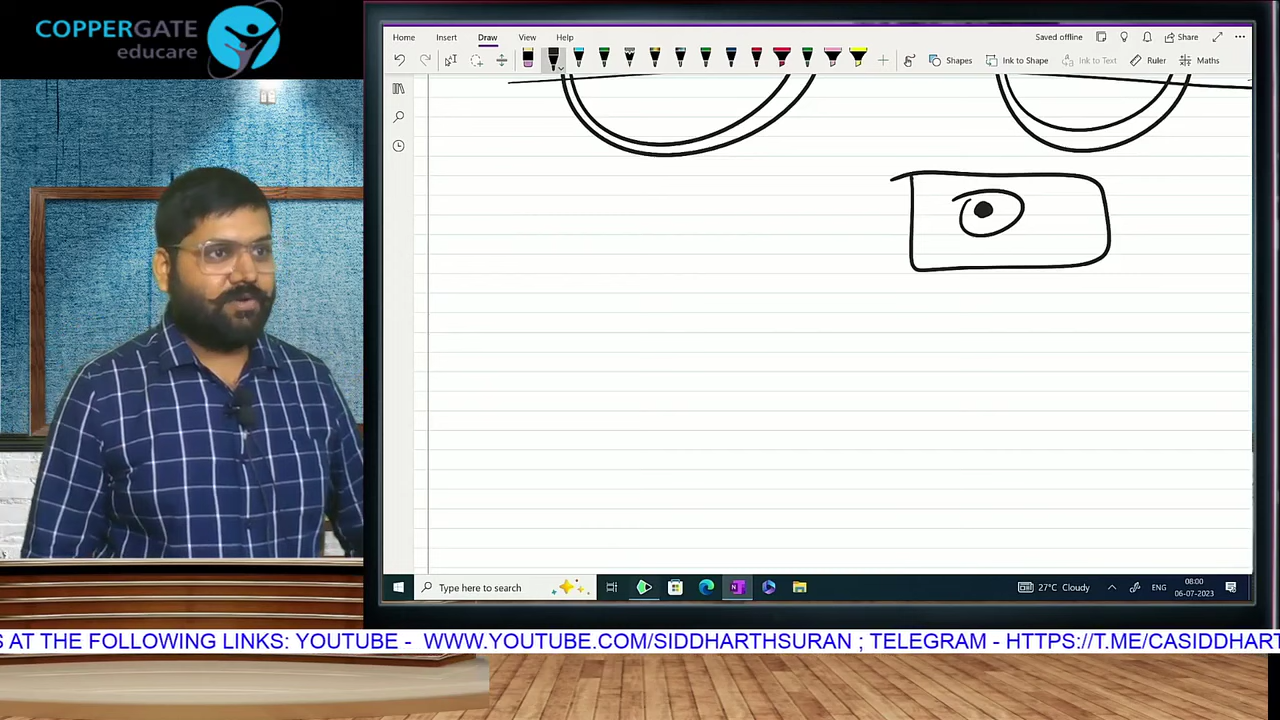 COPPERGATE
educare
Home Insert Draw View Help
Saved offline
Share
Shapes
Ink to Shape
Ink to Text
Ruler
Maths
Type here to search
27°C Cloudy
ENG
08:00
06-07-2023
S AT THE FOLLOWING LINKS: YOUTUBE - WWW.YOUTUBE.COM/SIDDHARTHSURAN ; TELEGRAM - HTTPS://T.ME/CASIDDHART